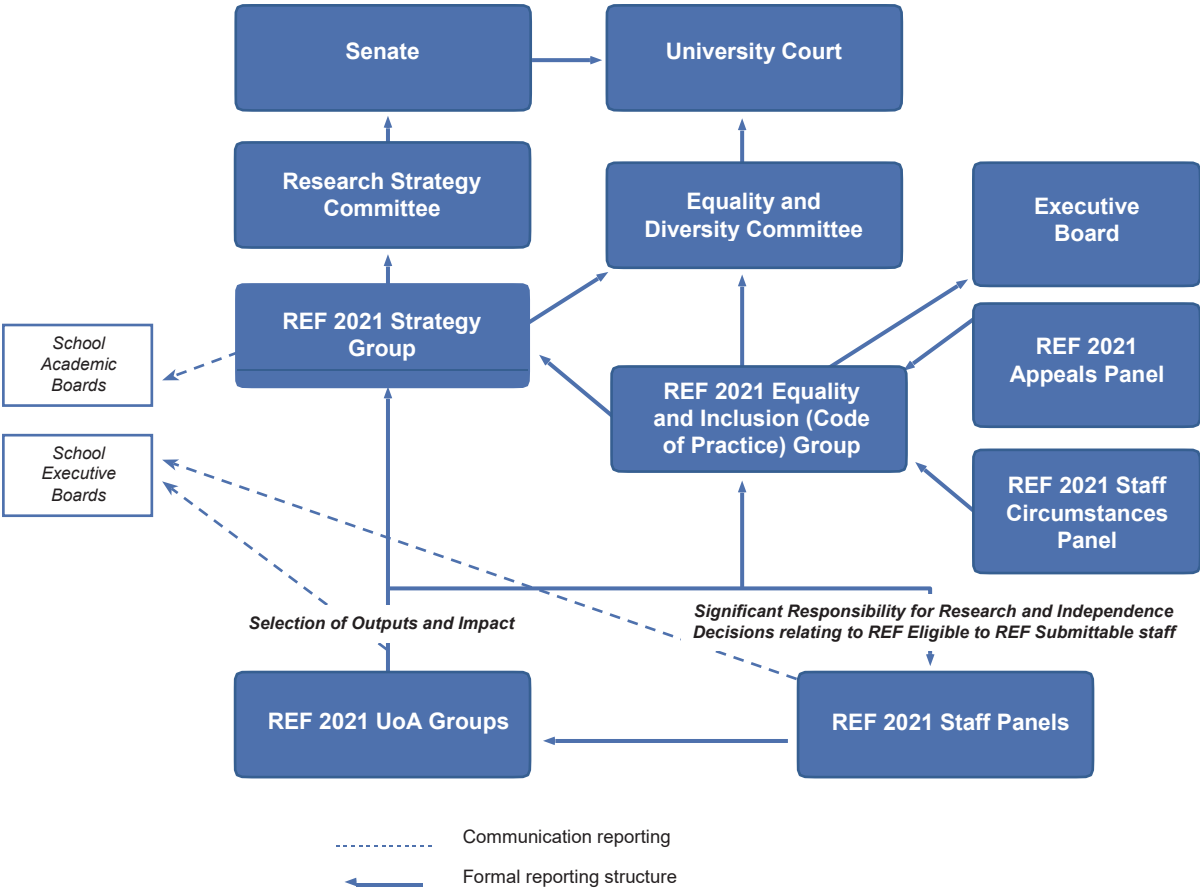 Senate
University Court
Research Strategy
Committee
Equality and
Diversity Committee
Executive
Board
REF 2021 Strategy
Group
School
Academic
Boards
REF 2021
Appeals Panel
REF 2021 Equality
and Inclusion (Code
of Practice) Group
School
Executive
Boards
REF 2021 Staff
Circumstances
Panel
Selection of Outputs and Impact
Significant Responsibility for Research and Independence
Decisions relating to REF Eligible to REF Submittable staff
REF 2021 UoA Groups
REF 2021 Staff Panels
Communication reporting
Formal reporting structure